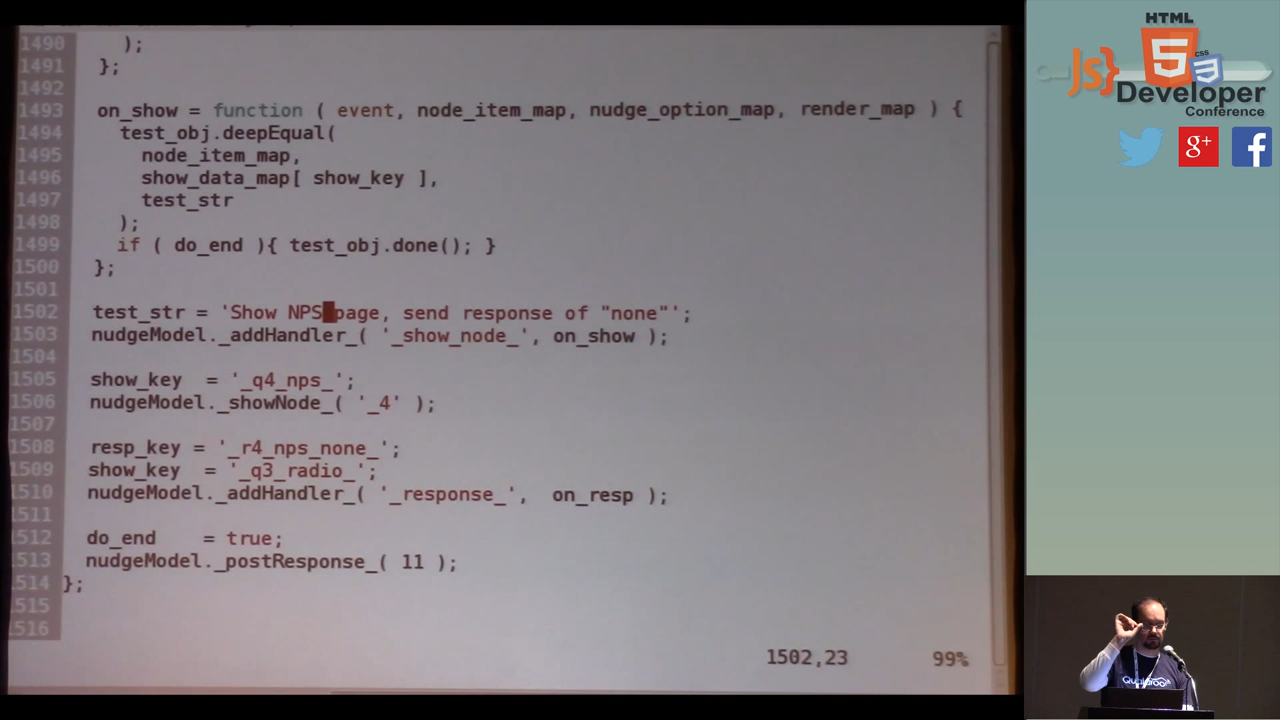 1490     );
1491   };
1492
1493   on_show = function ( event, node_item_map, nudge_option_map, render_map ) {
1494     test_obj.deepEqual(
1495       node_item_map,
1496       show_data_map[ show_key ],
1497       test_str
1498     );
1499     if ( do_end ){ test_obj.done(); }
1500   };
1501
1502   test_str = 'Show NPS page, send response of "none"';
1503   nudgeModel._addHandler_( '_show_node_', on_show );
1504
1505   show_key  = '_q4_nps_';
1506   nudgeModel._showNode_( '_4' );
1507
1508   resp_key = '_r4_nps_none_';
1509   show_key  = '_q3_radio_';
1510   nudgeModel._addHandler_( '_response_',  on_resp );
1511
1512   do_end    = true;
1513   nudgeModel._postResponse_( 11 );
1514 };
1515
1516
1502,23 99%
HTML
JS} 5 CSS 3
Developer
Conference
g+ f